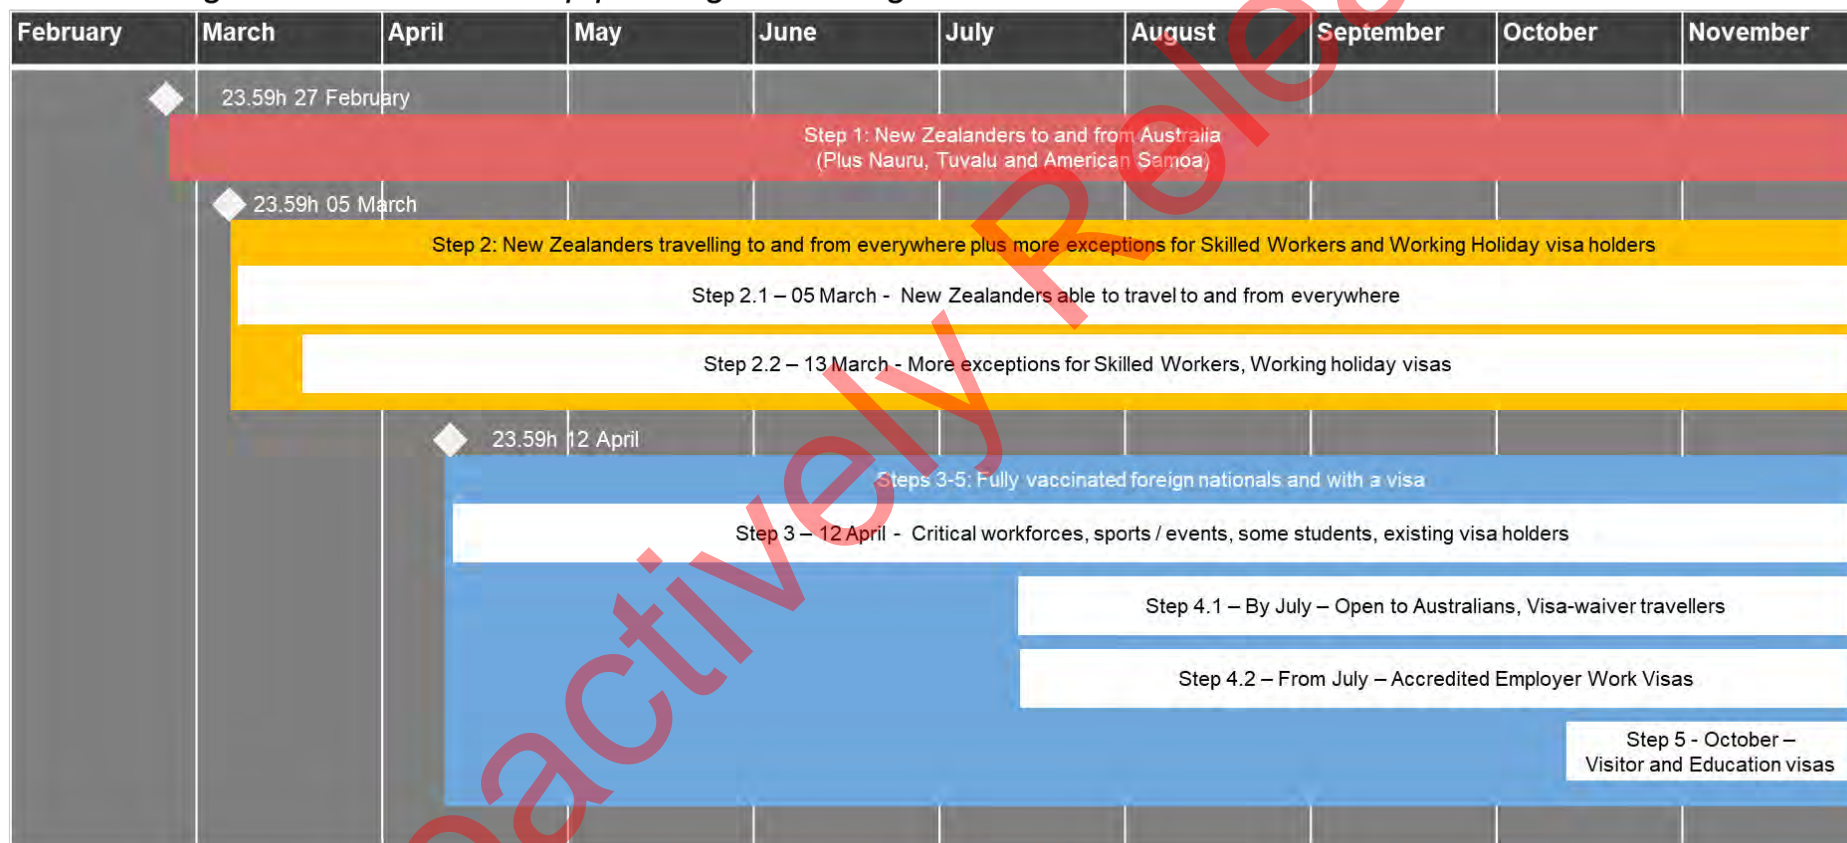 February March April May June July August September October November
23.59h 27 February
Step 1: New Zealanders to and from Australia
(Plus Nauru, Tuvalu and American Samoa)
23.59h 05 March
Step 2: New Zealanders travelling to and from everywhere plus more exceptions for Skilled Workers and Working Holiday visa holders
Step 2.1 – 05 March - New Zealanders able to travel to and from everywhere
Step 2.2 – 13 March - More exceptions for Skilled Workers, Working holiday visas
23.59h 12 April
Steps 3-5: Fully vaccinated foreign nationals and with a visa
Step 3 – 12 April - Critical workforces, sports / events, some students, existing visa holders
Step 4.1 – By July – Open to Australians, Visa-waiver travellers
Step 4.2 – From July – Accredited Employer Work Visas
Step 5 - October –
Visitor and Education visas